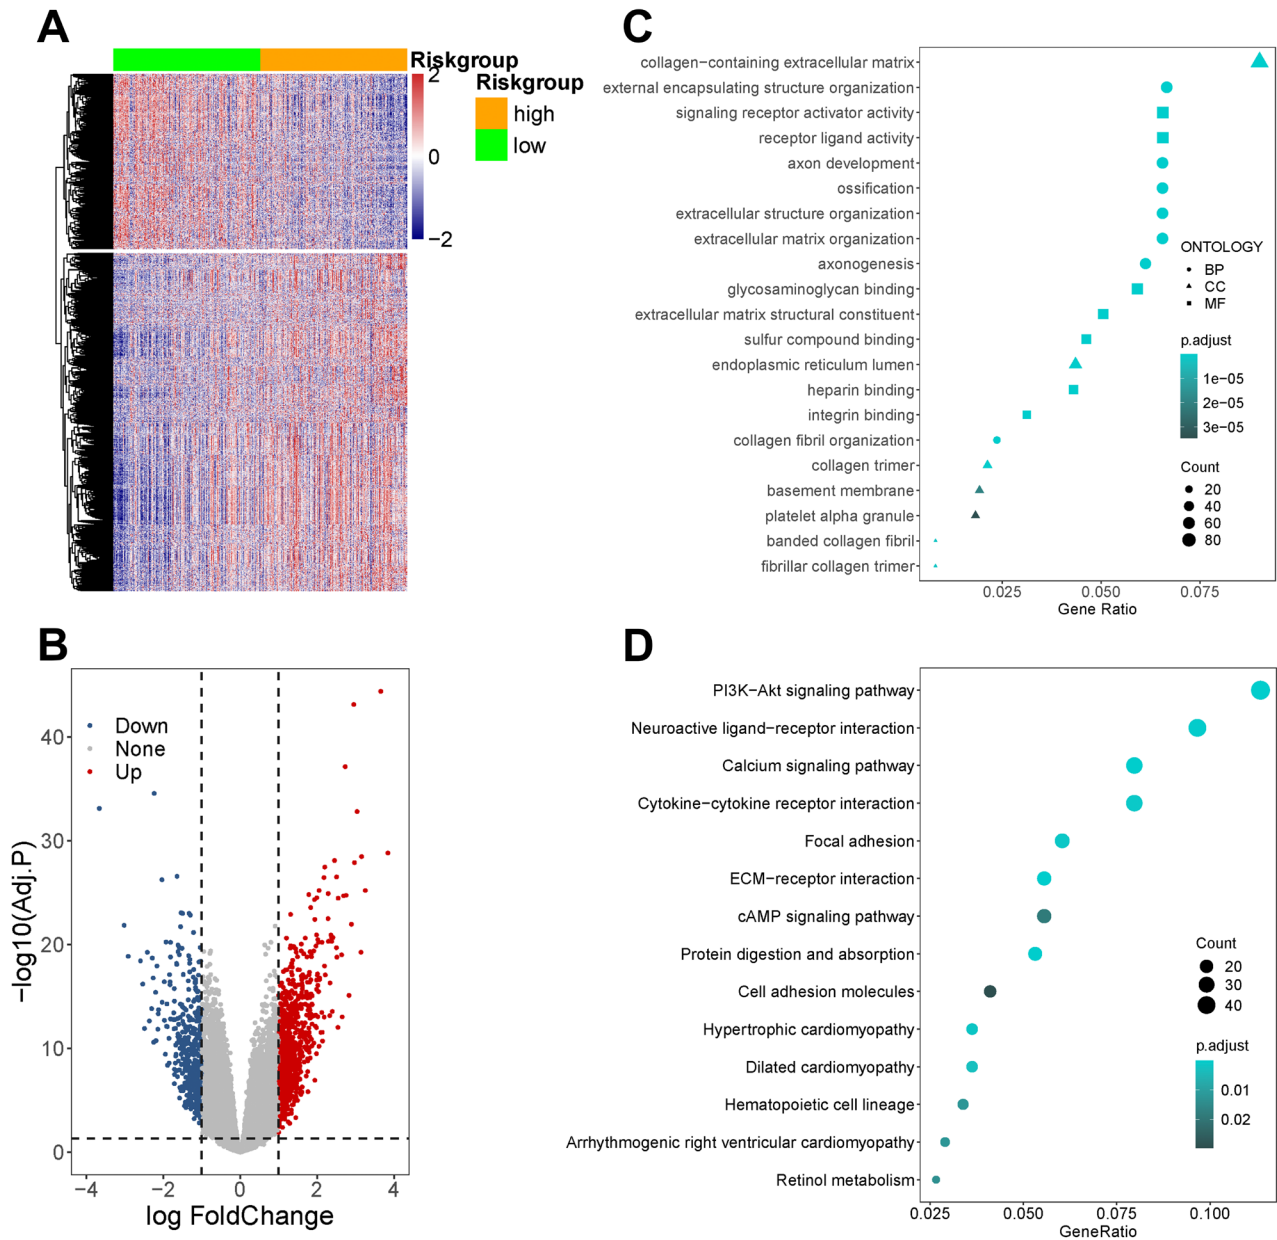 A
Riskgroup
2
0
−2
Riskgroup
high
low
B
Down
None
Up
−log10(Adj.P)
40
30
20
10
0
−4
−2
0
2
4
log FoldChange
C
collagen−containing extracellular matrix
external encapsulating structure organization
signaling receptor activator activity
receptor ligand activity
axon development
ossification
extracellular structure organization
extracellular matrix organization
axonogenesis
glycosaminoglycan binding
extracellular matrix structural constituent
sulfur compound binding
endoplasmic reticulum lumen
heparin binding
integrin binding
collagen fibril organization
collagen trimer
basement membrane
platelet alpha granule
banded collagen fibril
fibrillar collagen trimer
0.025
0.050
0.075
Gene Ratio
ONTOLOGY
BP
CC
MF
p.adjust
1e−05
2e−05
3e−05
Count
20
40
60
80
D
PI3K−Akt signaling pathway
Neuroactive ligand−receptor interaction
Calcium signaling pathway
Cytokine−cytokine receptor interaction
Focal adhesion
ECM−receptor interaction
cAMP signaling pathway
Protein digestion and absorption
Cell adhesion molecules
Hypertrophic cardiomyopathy
Dilated cardiomyopathy
Hematopoietic cell lineage
Arrhythmogenic right ventricular cardiomyopathy
Retinol metabolism
0.025
0.050
0.075
0.100
GeneRatio
Count
20
30
40
p.adjust
0.01
0.02